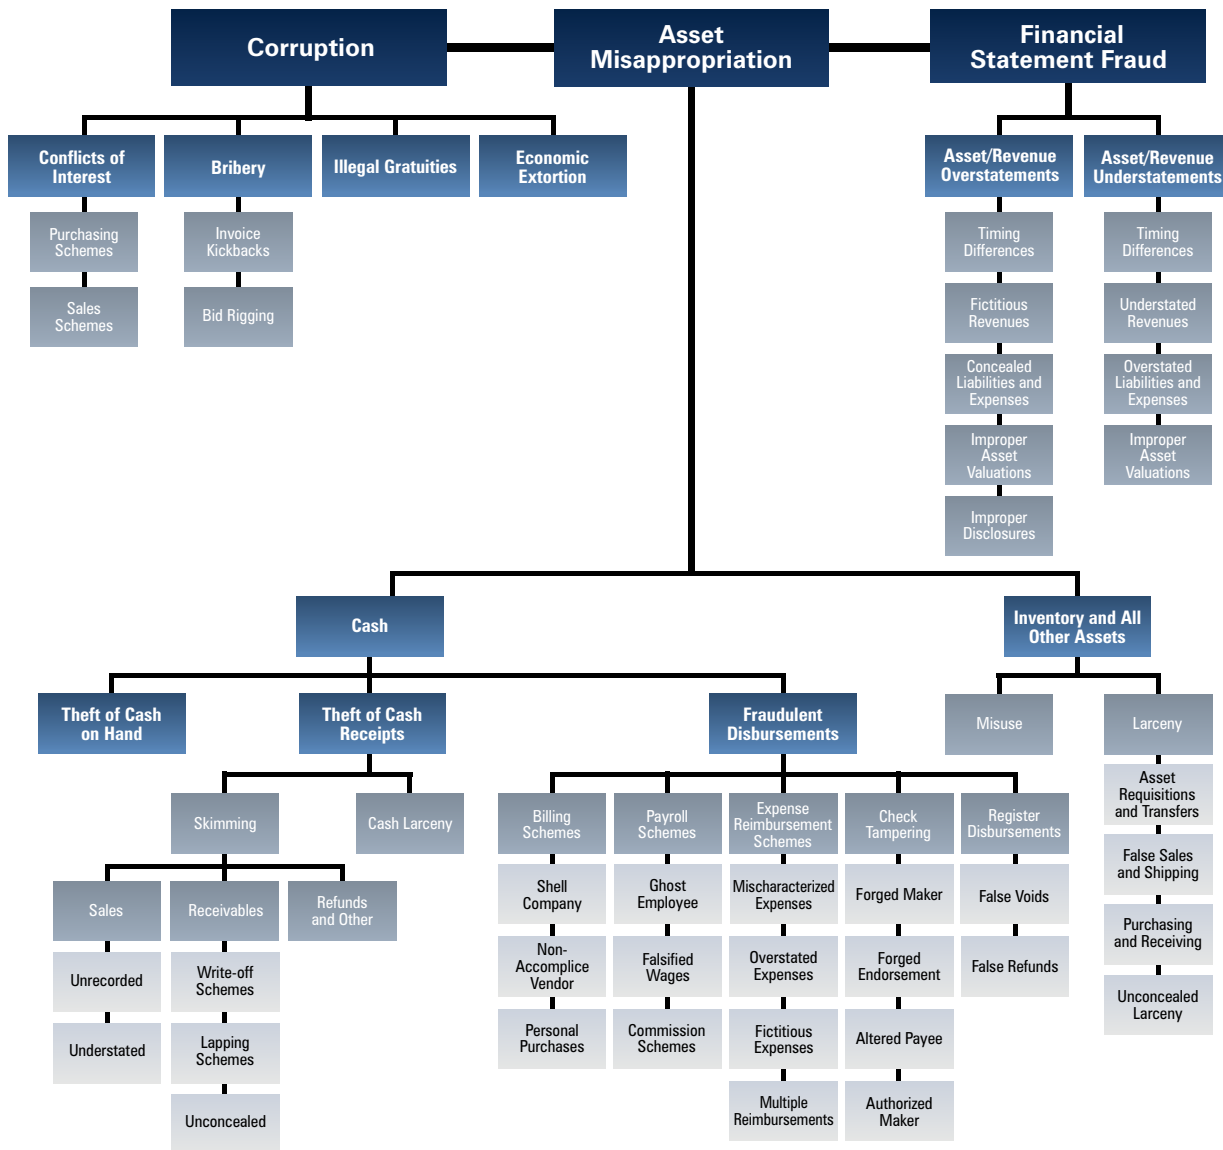 Corruption
Asset
Misappropriation
Financial
Statement Fraud
Conflicts of
Interest
Bribery
Illegal Gratuities
Economic
Extortion
Asset/Revenue
Overstatements
Asset/Revenue
Understatements
Purchasing
Schemes
Sales
Schemes
Invoice
Kickbacks
Bid Rigging
Timing
Differences
Fictitious
Revenues
Concealed
Liabilities and
Expenses
Improper
Asset
Valuations
Improper
Disclosures
Timing
Differences
Understated
Revenues
Overstated
Liabilities and
Expenses
Improper
Asset
Valuations
Cash
Inventory and All
Other Assets
Theft of Cash
on Hand
Theft of Cash
Receipts
Fraudulent
Disbursements
Misuse
Larceny
Skimming
Cash Larceny
Sales
Receivables
Refunds
and Other
Unrecorded
Understated
Write-off
Schemes
Lapping
Schemes
Unconcealed
Billing
Schemes
Shell
Company
Non-
Accomplice
Vendor
Personal
Purchases
Payroll
Schemes
Ghost
Employee
Falsified
Wages
Commission
Schemes
Expense
Reimbursement
Schemes
Mischaracterized
Expenses
Overstated
Expenses
Fictitious
Expenses
Multiple
Reimbursements
Check
Tampering
Forged Maker
Forged
Endorsement
Altered Payee
Authorized
Maker
Register
Disbursements
False Voids
False Refunds
Asset
Requisitions
and Transfers
False Sales
and Shipping
Purchasing
and Receiving
Unconcealed
Larceny